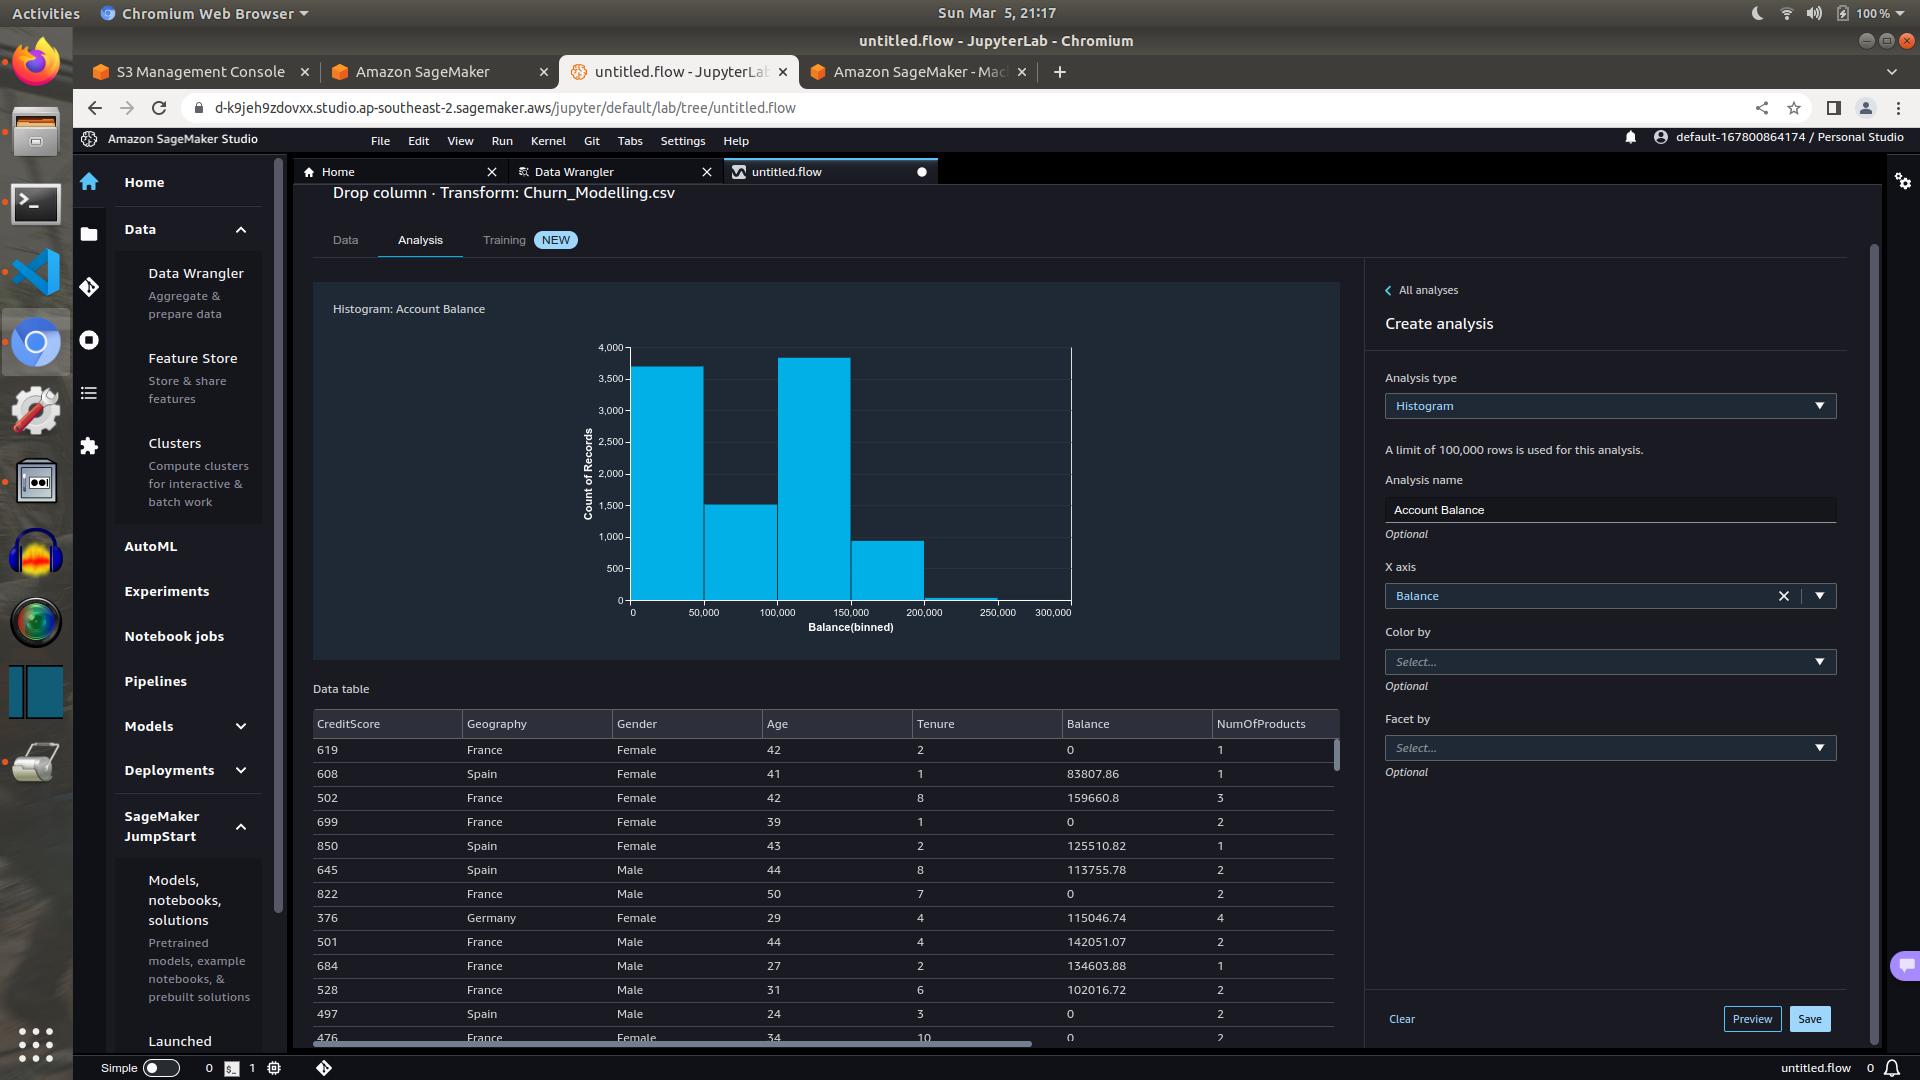 Activities
Chromium Web Browser
Sun Mar 5, 21:17
100 %
untitled.flow - JupyterLab - Chromium
S3 Management Console
Amazon SageMaker
untitled.flow - JupyterLab
Amazon SageMaker - Mac
d-k9jeh9zdovxx.studio.ap-southeast-2.sagemaker.aws/jupyter/default/lab/tree/untitled.flow
Amazon SageMaker Studio
File Edit View Run Kernel Git Tabs Settings Help
default-167800864174 / Personal Studio
Home
Data
Data Wrangler
Aggregate &
prepare data
Feature Store
Store & share
features
Clusters
Compute clusters
for interactive &
batch work
AutoML
Experiments
Notebook jobs
Pipelines
Models
Deployments
SageMaker
JumpStart
Models,
notebooks,
solutions
Pretrained
models, example
notebooks, &
prebuilt solutions
Launched
Home
Data Wrangler
untitled.flow
Drop column · Transform: Churn_Modelling.csv
Data
Analysis
Training NEW
Histogram: Account Balance
4,000
3,500
3,000
2,500
2,000
1,500
1,000
500
0
Count of Records
0 50,000 100,000 150,000 200,000 250,000 300,000
Balance(binned)
Data table
CreditScore Geography Gender Age Tenure Balance NumOfProducts
619 France Female 42 2 0 1
608 Spain Female 41 1 83807.86 1
502 France Female 42 8 159660.8 3
699 France Female 39 1 0 2
850 Spain Female 43 2 125510.82 1
645 Spain Male 44 8 113755.78 2
822 France Male 50 7 0 2
376 Germany Female 29 4 115046.74 4
501 France Male 44 4 142051.07 2
684 France Male 27 2 134603.88 1
528 France Male 31 6 102016.72 2
497 Spain Male 24 3 0 2
476 France Female 34 10 0 2
All analyses
Create analysis
Analysis type
Histogram
A limit of 100,000 rows is used for this analysis.
Analysis name
Account Balance
Optional
X axis
Balance
Color by
Select...
Optional
Facet by
Select...
Optional
Clear
Preview
Save
Simple
0
1
untitled.flow
0